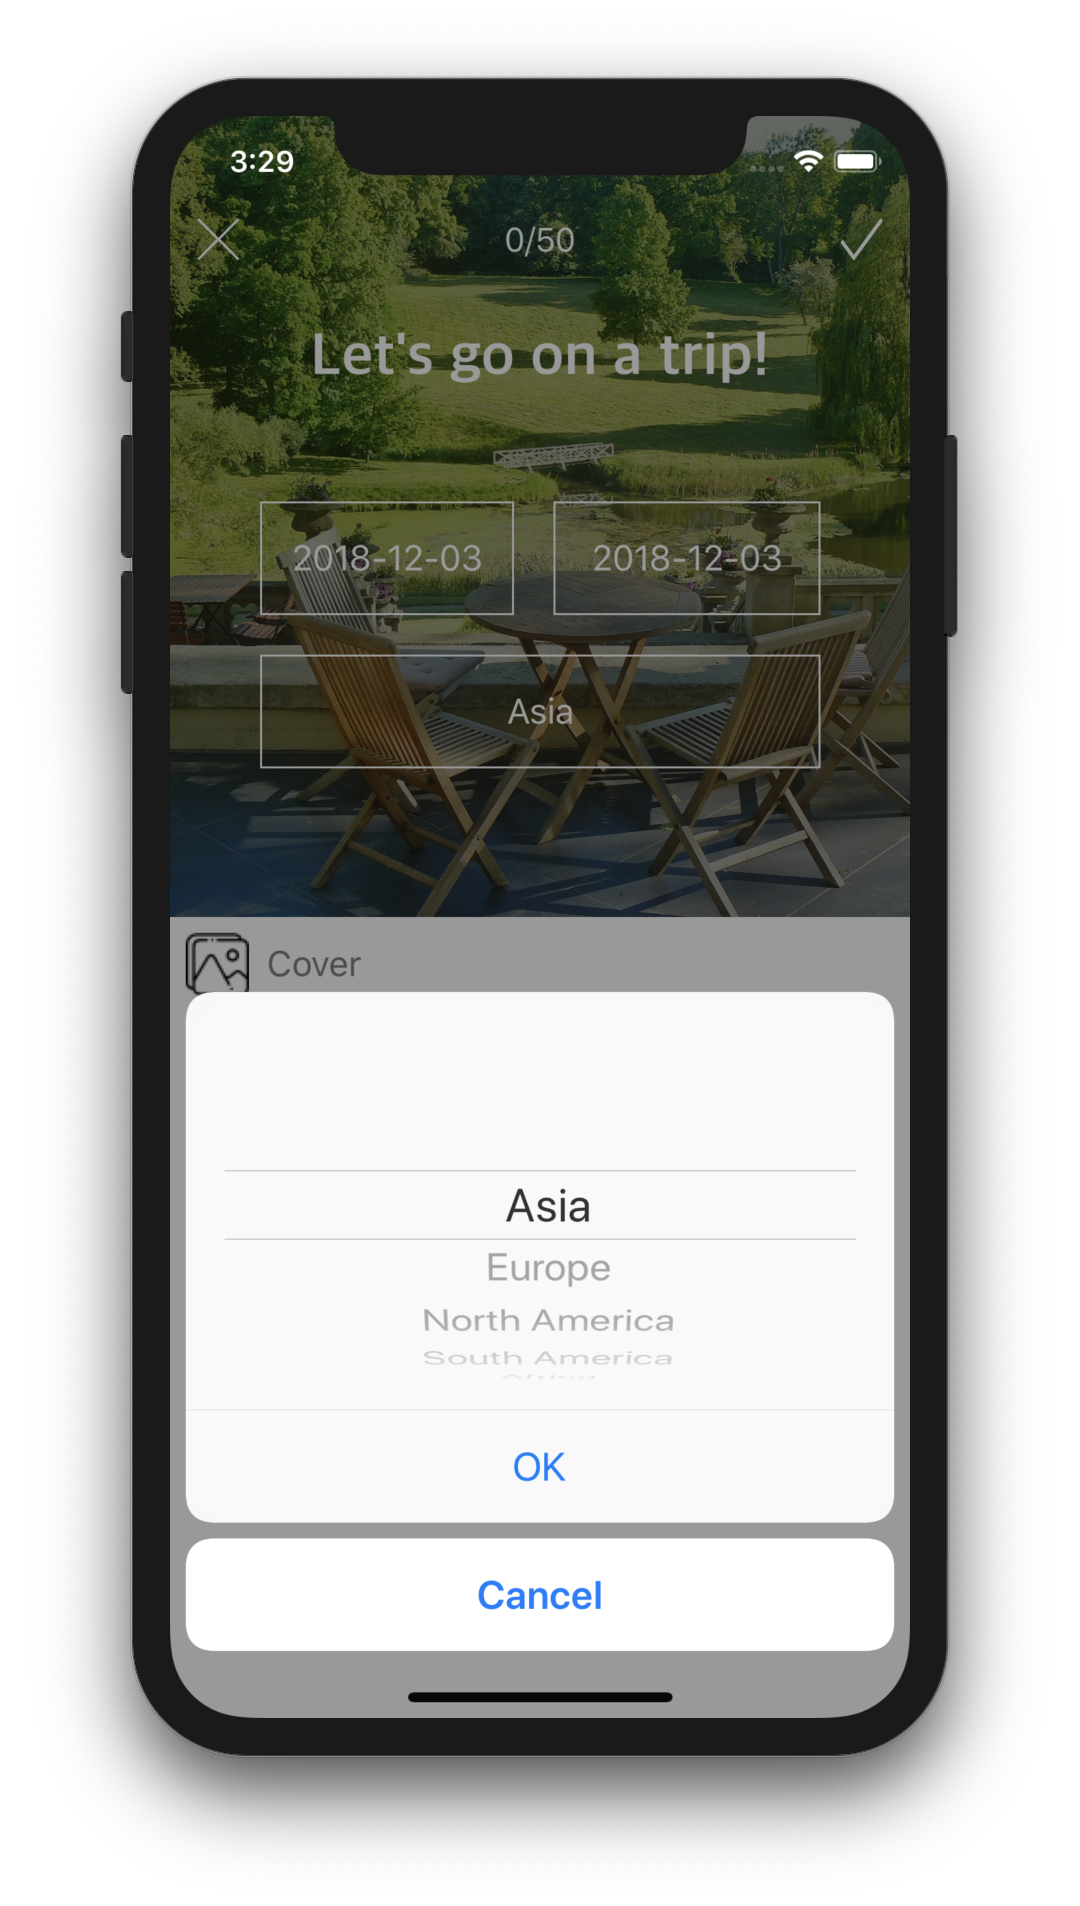 3:29
0/50
Let's go on a trip!
2018-12-03 2018-12-03
Asia
Cover
Asia
Europe
North America
South America
OK
Cancel